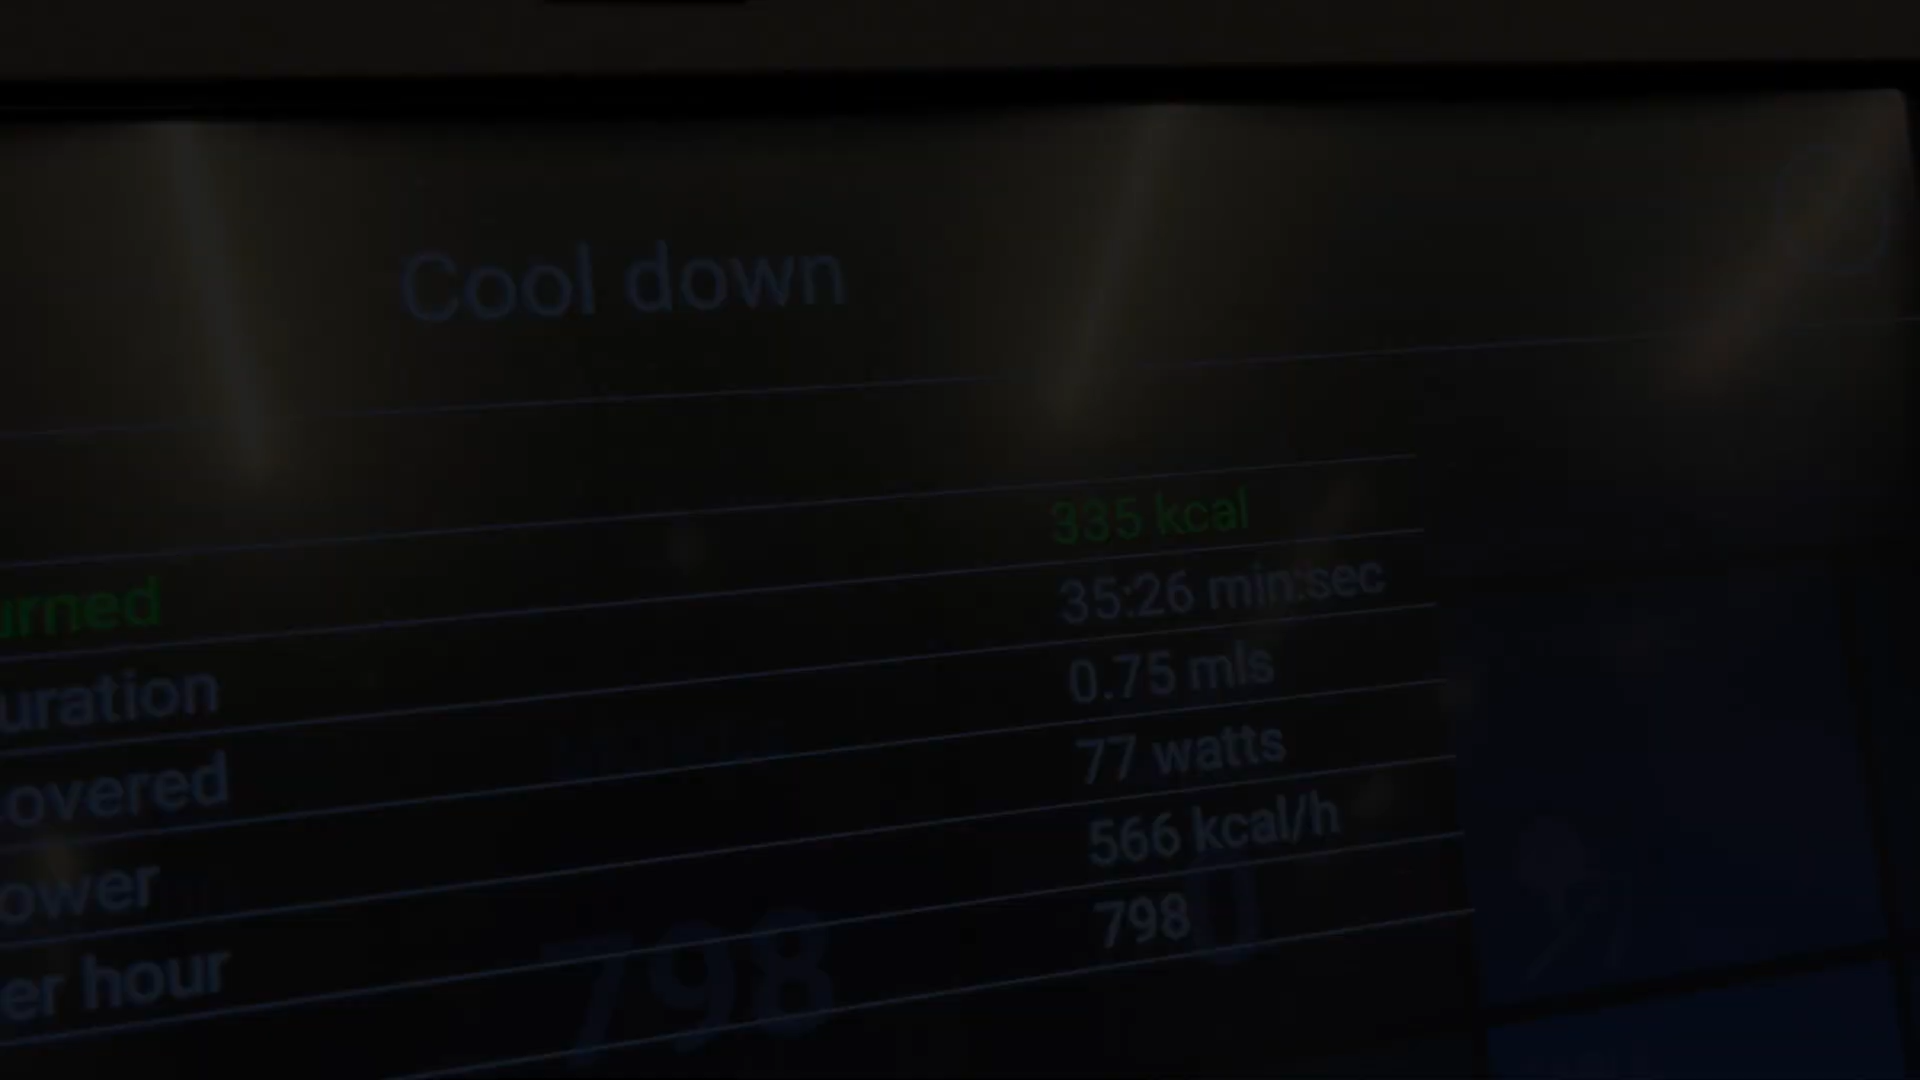 Cool down
urned 335 kcal
uration 35:26 min:sec
overed 0.75 mls
ower 77 watts
er hour 566 kcal/h
798
798 0